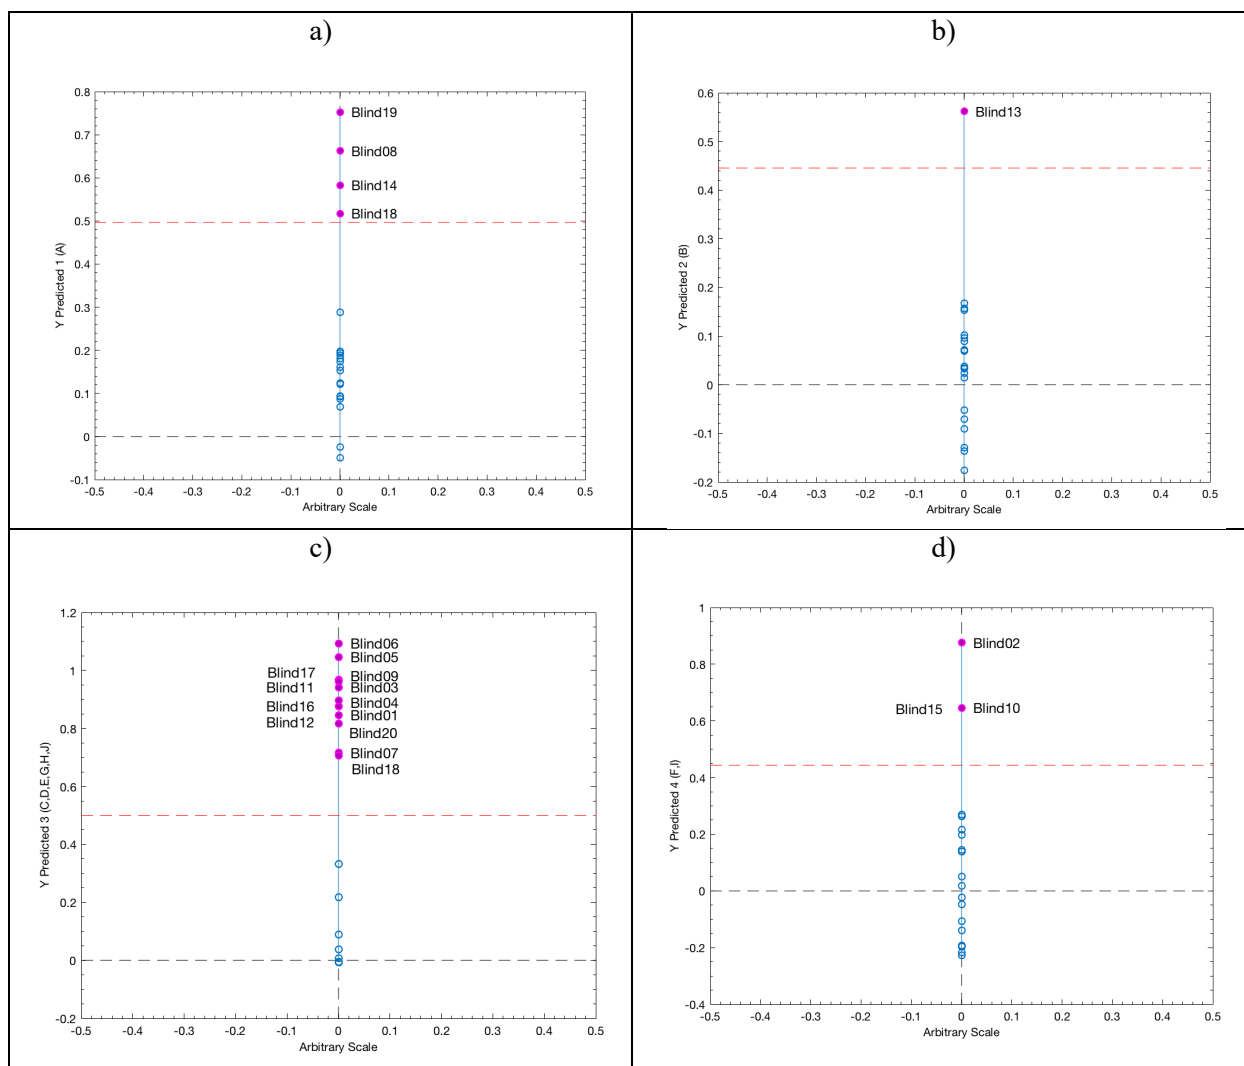 a)
0.8
0.7
0.6
0.5
0.4
0.3
0.2
0.1
0
-0.1
Y Predicted 1 (A)
Blind19
Blind08
Blind14
Blind18
-0.5 -0.4 -0.3 -0.2 -0.1 0 0.1 0.2 0.3 0.4 0.5
Arbitrary Scale
b)
0.6
0.5
0.4
0.3
0.2
0.1
0
-0.1
-0.2
Y Predicted 2 (B)
Blind13
-0.5 -0.4 -0.3 -0.2 -0.1 0 0.1 0.2 0.3 0.4 0.5
Arbitrary Scale
c)
1.2
1
0.8
0.6
0.4
0.2
0
-0.2
Y Predicted 3 (C,D,E,G,H,J)
Blind06
Blind05
Blind17 Blind09
Blind11 Blind03
Blind16 Blind04
Blind12 Blind01
Blind20
Blind07
Blind18
-0.5 -0.4 -0.3 -0.2 -0.1 0 0.1 0.2 0.3 0.4 0.5
Arbitrary Scale
d)
1
0.8
0.6
0.4
0.2
0
-0.2
-0.4
Y Predicted 4 (F,I)
Blind02
Blind15 Blind10
-0.5 -0.4 -0.3 -0.2 -0.1 0 0.1 0.2 0.3 0.4 0.5
Arbitrary Scale